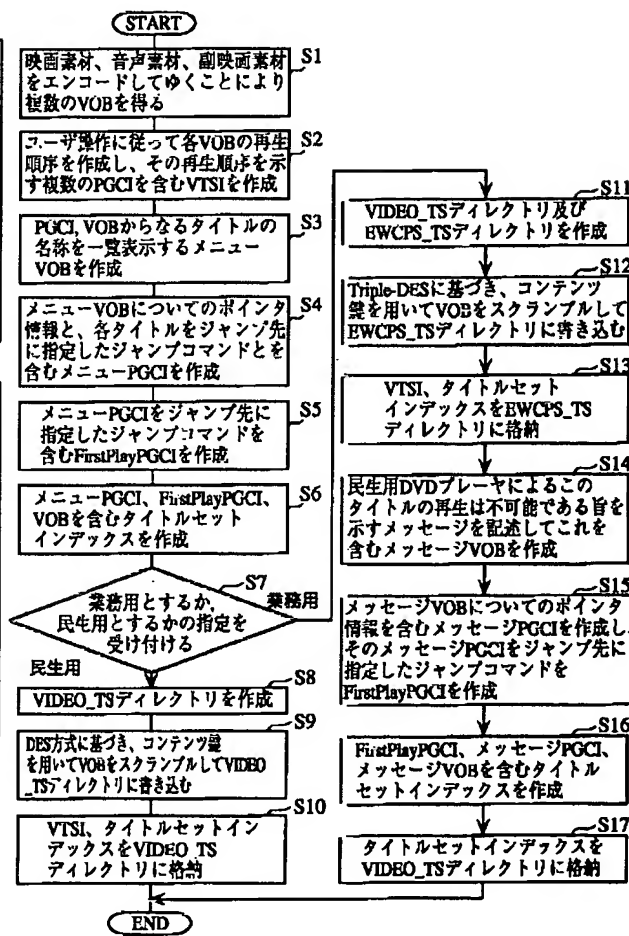 START
S1
映画素材、音声素材、副映画素材
をエンコードしてゆくことにより
複数のVOBを得る
S2
ユーザ操作に従って各VOBの再生
順序を作成し、その再生順序を示
す複数のPGCIを含むVTSIを作成
S3
PGCI, VOBからなるタイトルの
名称を一覧表示するメニュー
VOBを作成
S4
メニューVOBについてのポインタ
情報と、各タイトルをジャンプ先
に指定したジャンプコマンドとを
含むメニューPGCIを作成
S5
メニューPGCIをジャンプ先に
指定したジャンプコマンドを
含むFirstPlayPGCIを作成
S6
メニューPGCI、FirstPlayPGCI、
VOBを含むタイトルセット
インデックスを作成
S7
業務用とするか、
民生用とするかの指定を
受け付ける
業務用
民生用
S8
VIDEO_TSディレクトリを作成
S9
DES方式に基づき、コンテンツ鍵
を用いてVOBをスクランブルしてVIDEO
_TSディレクトリに書き込む
S10
VTSI、タイトルセットイン
デックスをVIDEO_TS
ディレクトリに格納
END
S11
VIDEO_TSディレクトリ及び
EWCPS_TSディレクトリを作成
S12
Triple-DESに基づき、コンテンツ
鍵を用いてVOBをスクランブルして
EWCPS_TSディレクトリに書き込む
S13
VTSI、タイトルセット
インデックスをEWCPS_TS
ディレクトリに格納
S14
民生用DVDプレーヤによるこの
タイトルの再生は不可能である旨を
示すメッセージを記述してこれを
含むメッセージVOBを作成
S15
メッセージVOBについてのポインタ
情報を含むメッセージPGCIを作成し、
そのメッセージPGCIをジャンプ先に
指定したジャンプコマンドを
FirstPlayPGCIを作成
S16
FirstPlayPGCI、メッセージPGCI、
メッセージVOBを含むタイトル
セットインデックスを作成
S17
タイトルセットインデックスを
VIDEO_TSディレクトリに格納